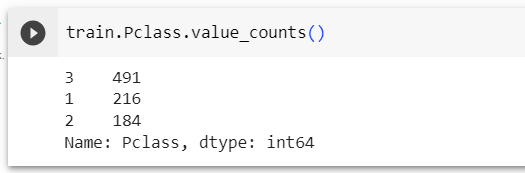 train.Pclass.value_counts()
3    491
1    216
2    184
Name: Pclass, dtype: int64